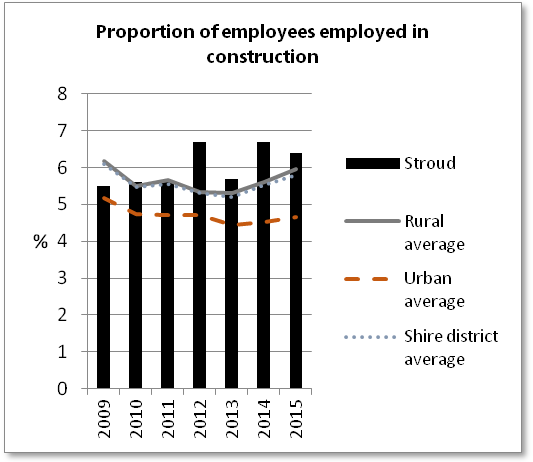 Proportion of employees employed in
construction
8
7
6
5
4
3
2
1
0
%
2009
2010
2011
2012
2013
2014
2015
Stroud
Rural
average
Urban
average
Shire district
average